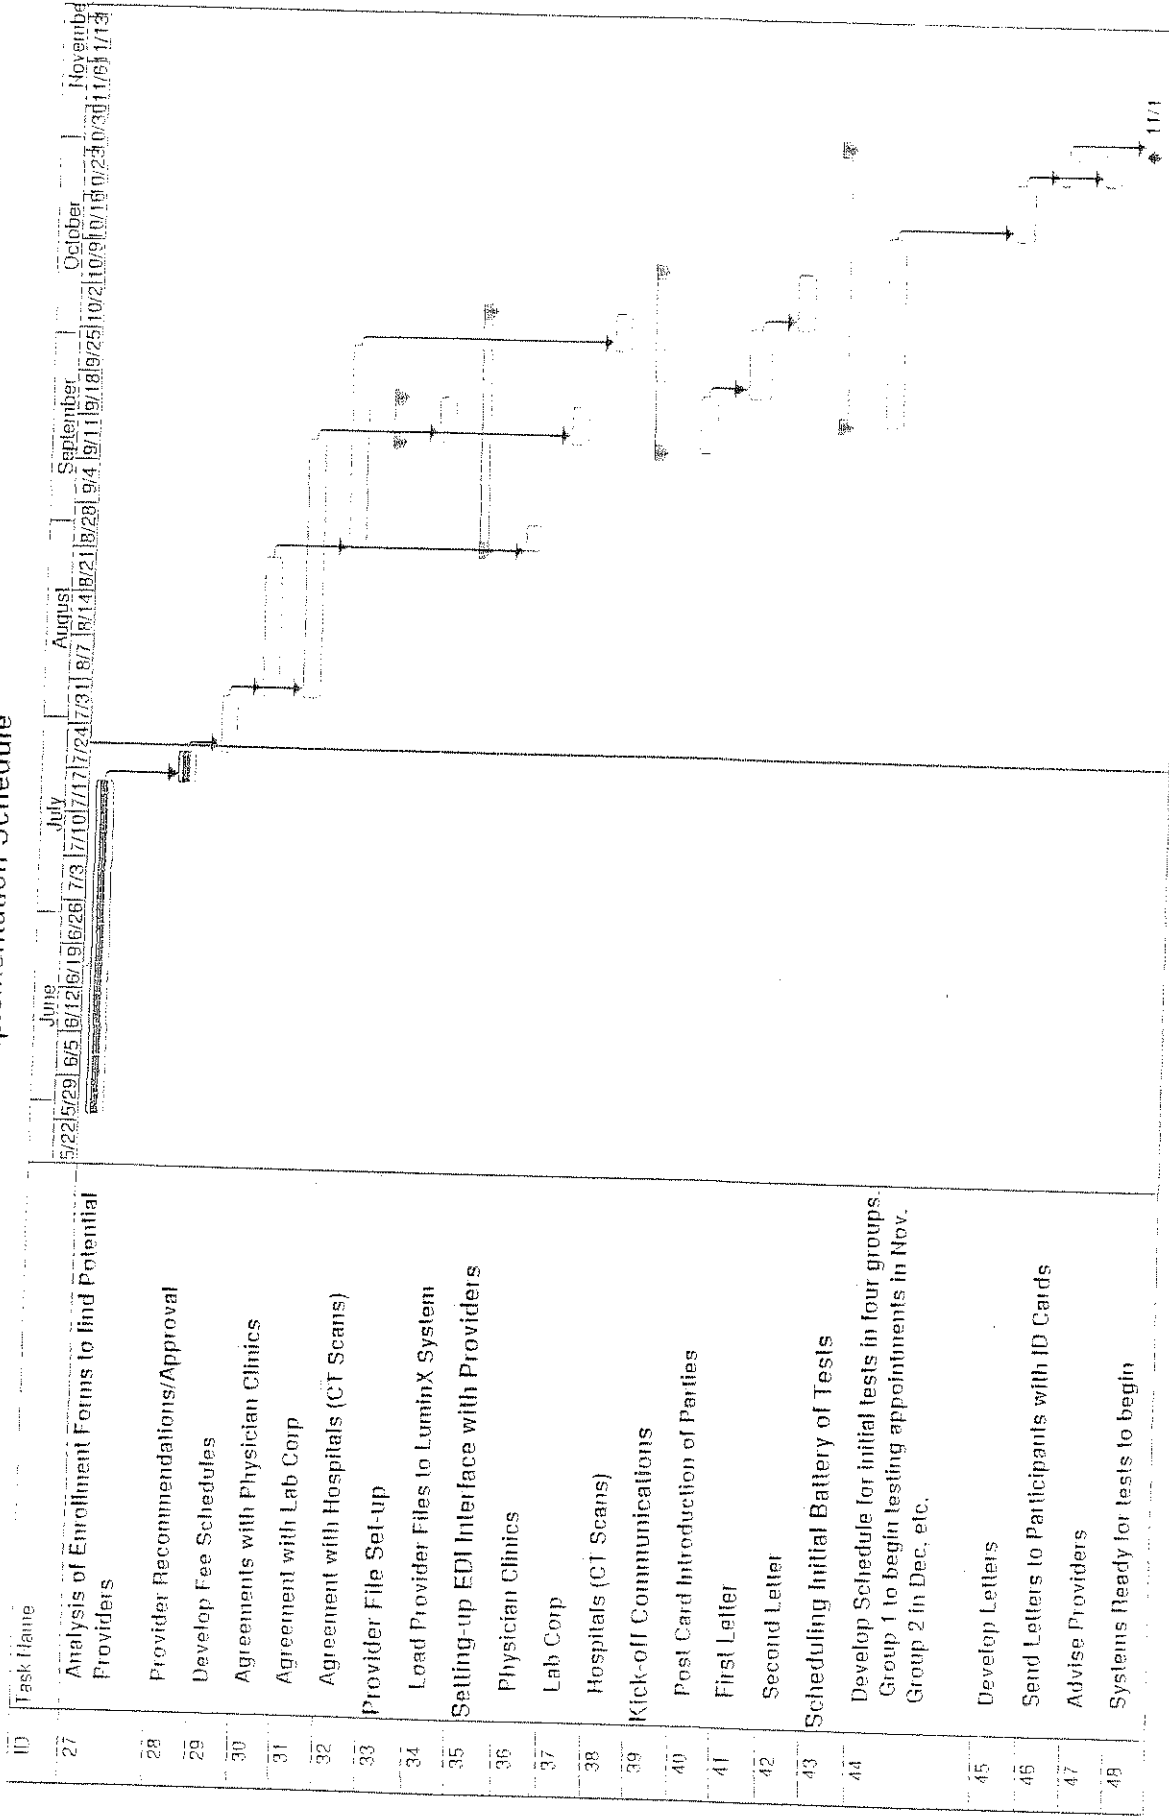 Schedule
ID Task Name
June July August September October Novembe
5/22 5/29 6/5 6/12 6/19 6/26 7/3 7/10 7/17 7/24 7/31 8/7 8/14 8/21 8/28 9/4 9/11 9/18 9/25 10/2 10/9 10/16 10/23 10/30 11/6 11/13
27 Analysis of Enrollment Forms to find Potential
Providers
28 Provider Recommendations/Approval
29 Develop Fee Schedules
30 Agreements with Physician Clinics
31 Agreement with Lab Corp
32 Agreement with Hospitals (CT Scans)
33 Provider File Set-up
34 Load Provider Files to LuminX System
35 Setting-up EDI Interface with Providers
36 Physician Clinics
37 Lab Corp
38 Hospitals (CT Scans)
39 Kick-off Communications
40 Post Card Introduction of Parties
41 First Letter
42 Second Letter
43 Scheduling Initial Battery of Tests
44 Develop Schedule for initial tests in four groups.
Group 1 to begin testing appointments in Nov.
Group 2 in Dec, etc.
45 Develop Letters
46 Send Letters to Participants with ID Cards
47 Advise Providers
48 Systems Ready for tests to begin
11/1